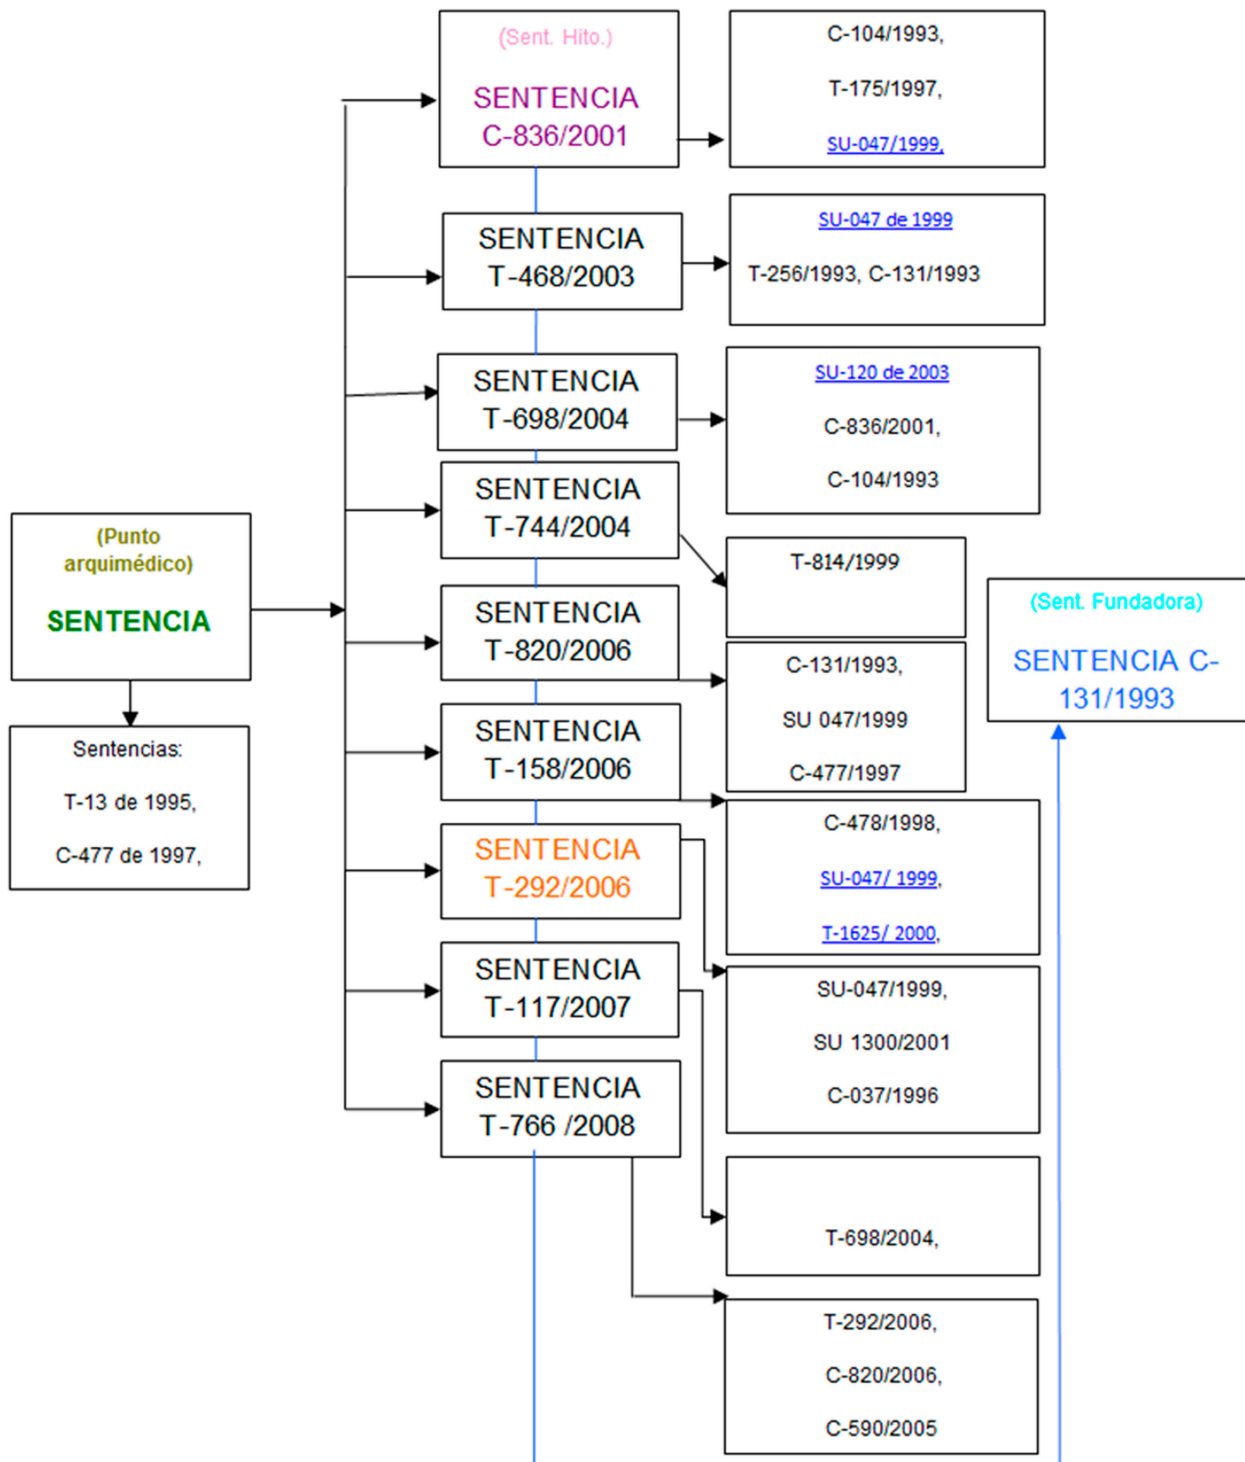 (Punto
arquimédico)
SENTENCIA
Sentencias:
T-13 de 1995,
C-477 de 1997,
(Sent. Hito.)
SENTENCIA
C-836/2001
C-104/1993,
T-175/1997,
SU-047/1999,
SENTENCIA
T-468/2003
SU-047 de 1999
T-256/1993, C-131/1993
SENTENCIA
T-698/2004
SU-120 de 2003
C-836/2001,
C-104/1993
SENTENCIA
T-744/2004
T-814/1999
SENTENCIA
T-820/2006
C-131/1993,
SU 047/1999
C-477/1997
SENTENCIA
T-158/2006
C-478/1998,
SU-047/ 1999,
T-1625/ 2000,
SENTENCIA
T-292/2006
SU-047/1999,
SU 1300/2001
C-037/1996
SENTENCIA
T-117/2007
T-698/2004,
SENTENCIA
T-766 /2008
T-292/2006,
C-820/2006,
C-590/2005
(Sent. Fundadora)
SENTENCIA C-
131/1993